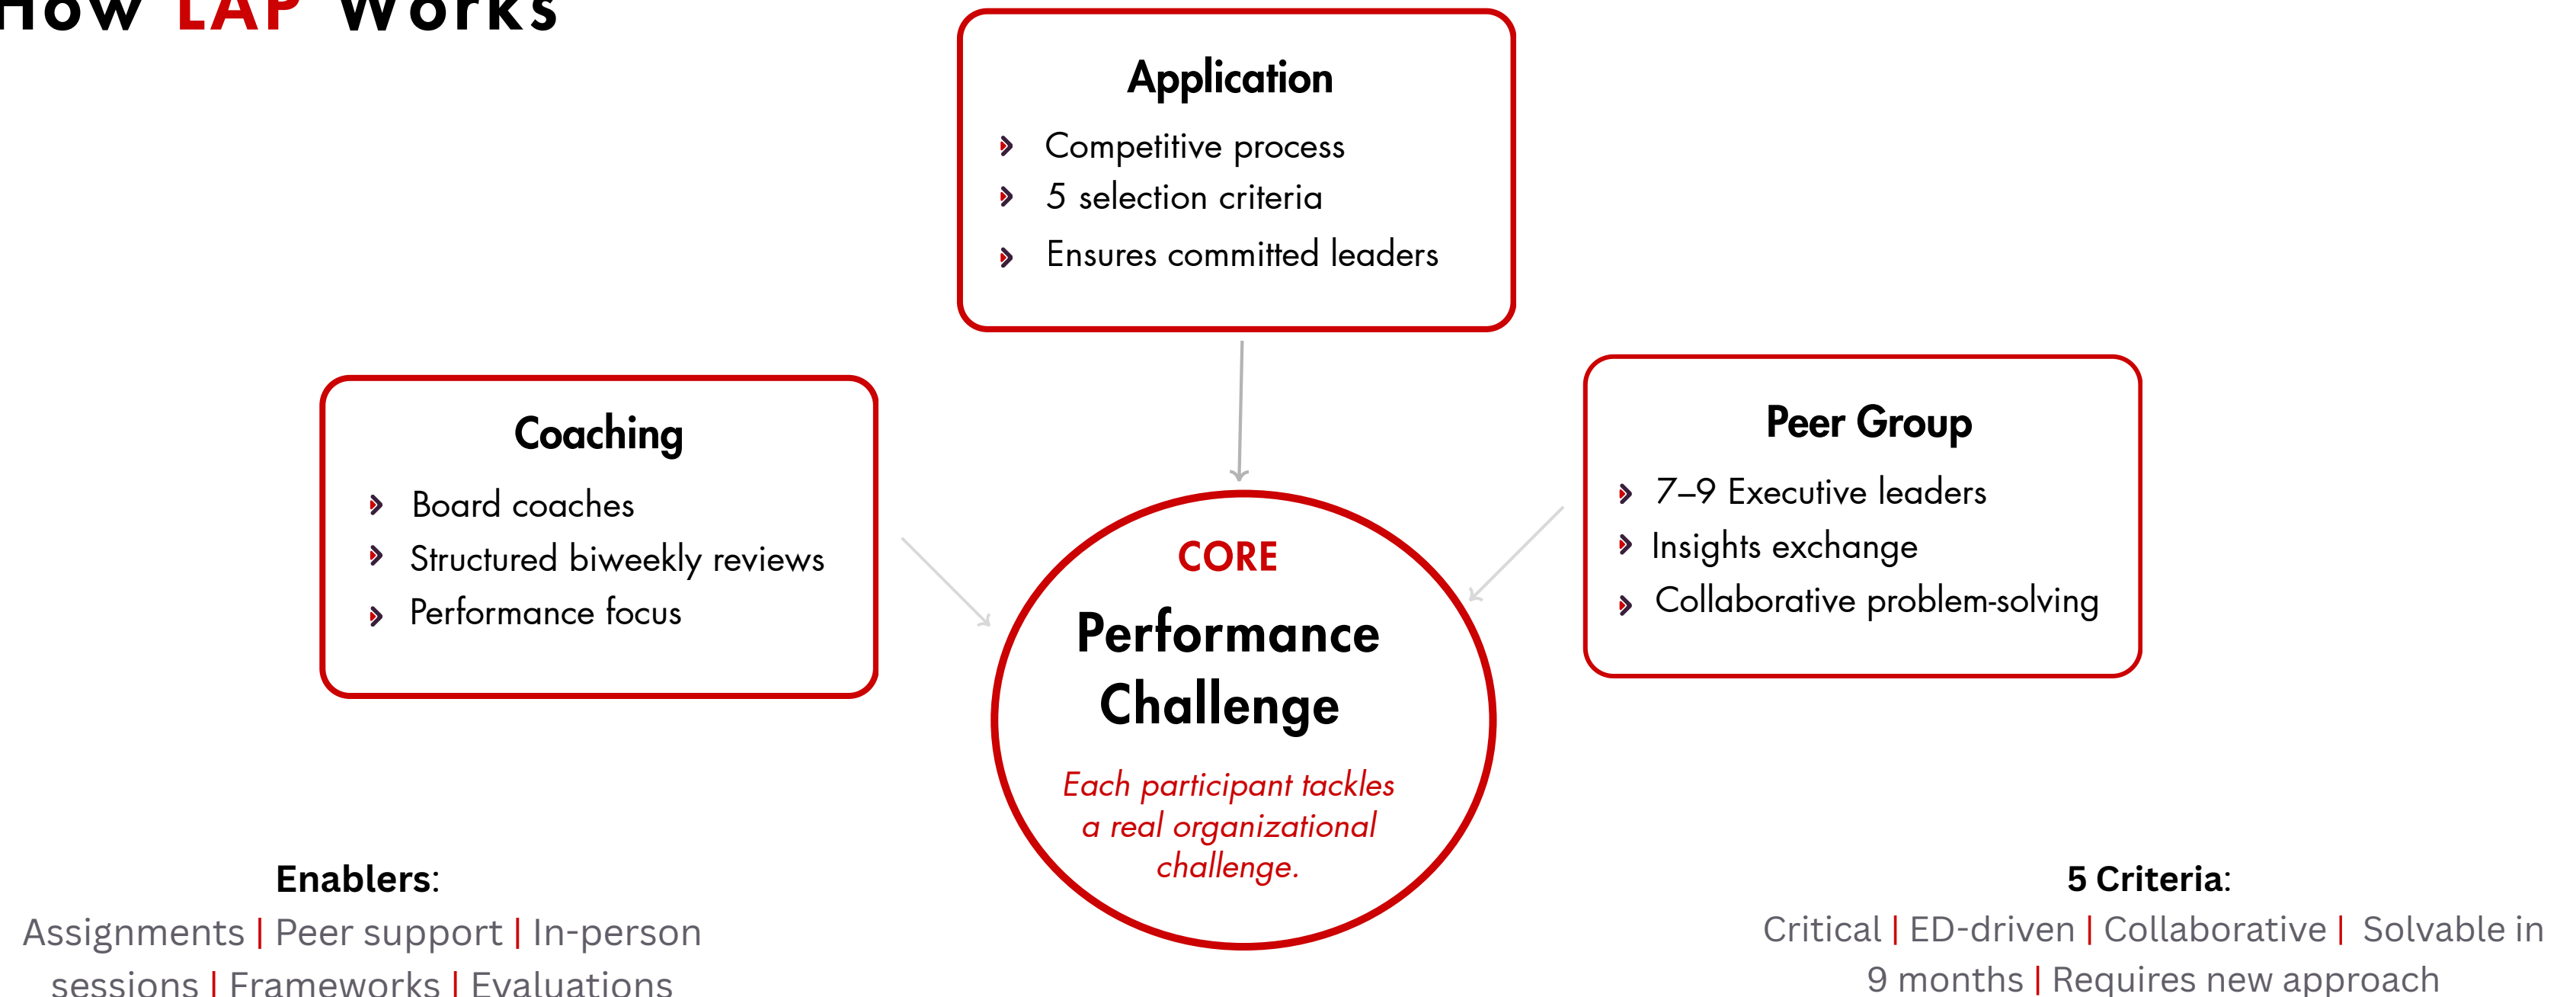 How LAP Works
Application
Competitive process
5 selection criteria
Ensures committed leaders
Coaching
Board coaches
Structured biweekly reviews
Performance focus
Peer Group
7–9 Executive leaders
Insights exchange
Collaborative problem-solving
CORE
Performance
Challenge
Each participant tackles
a real organizational
challenge.
Enablers:
Assignments | Peer support | In-person
sessions | Frameworks | Evaluations
5 Criteria:
Critical | ED-driven | Collaborative | Solvable in
9 months | Requires new approach